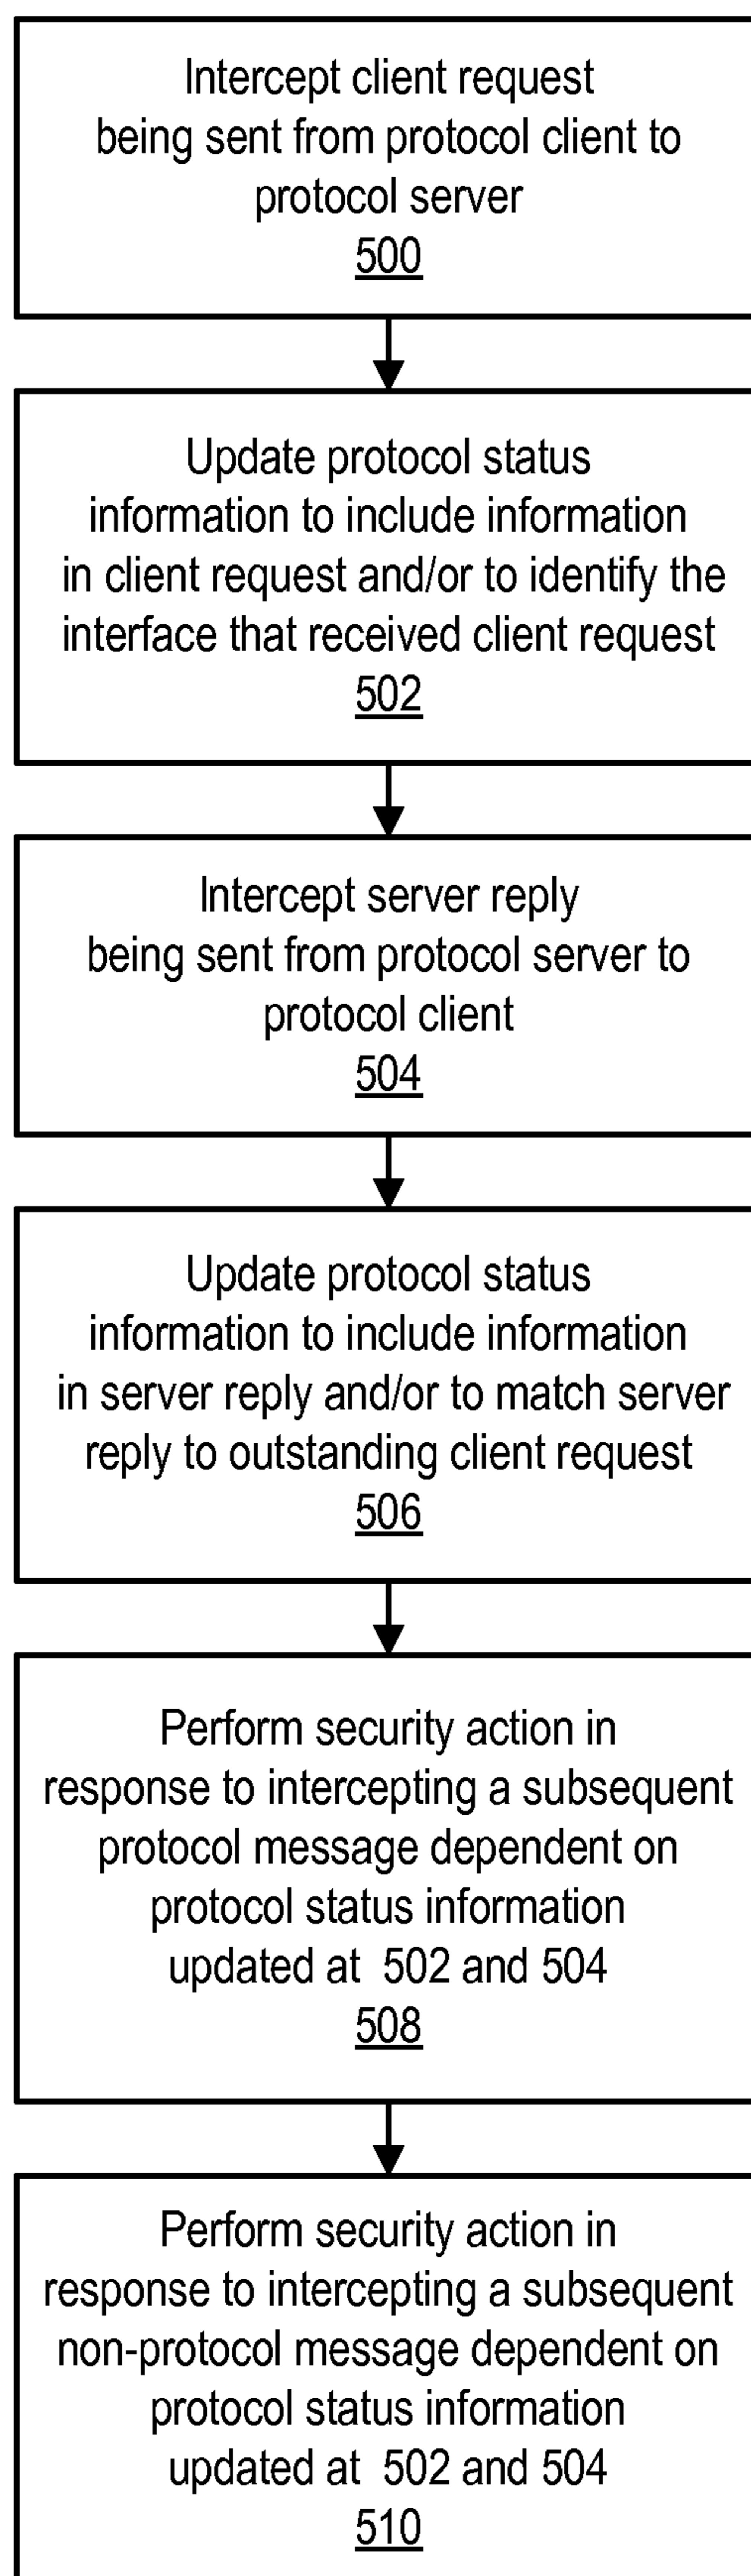 Intercept client request
being sent from protocol client to
protocol server
500
Update protocol status
information to include information
in client request and/or to identify the
interface that received client request
502
Intercept server reply
being sent from protocol server to
protocol client
504
Update protocol status
information to include information
in server reply and/or to match server
reply to outstanding client request
506
Perform security action in
response to intercepting a subsequent
protocol message dependent on
protocol status information
updated at 502 and 504
508
Perform security action in
response to intercepting a subsequent
non-protocol message dependent on
protocol status information
updated at 502 and 504
510